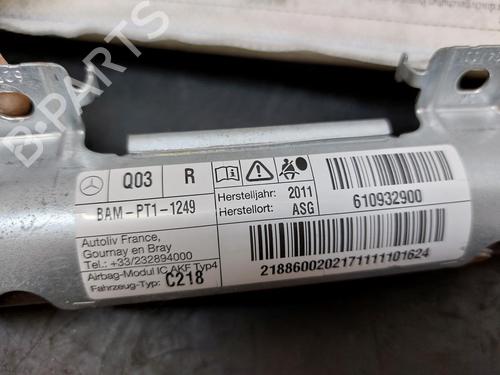 Q03 R
BAM-PT1-1249
Autoliv France,
Gournay en Bray
Tel.: +33/232894000
Airbag-Modul IC AKF Typ4
Fahrzeug-Typ: C218
Herstelljahr: 2011
Herstellort: ASG
610932900
2188600202171111101624
B-PARTS